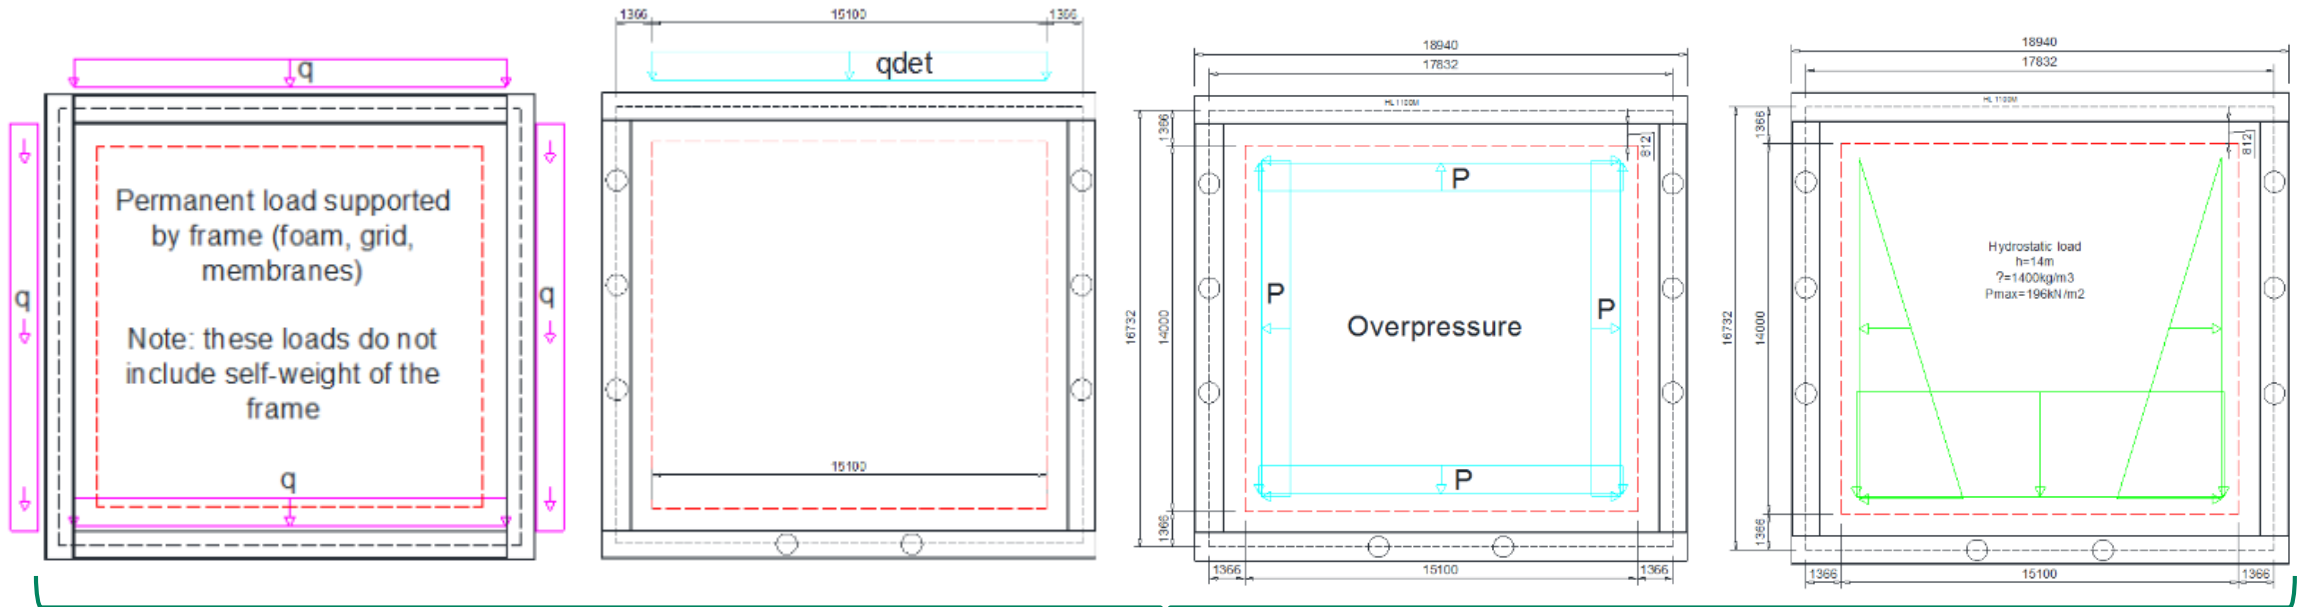 q
q
q
Permanent load supported
by frame (foam, grid,
membranes)
Note: these loads do not
include self-weight of the
frame
q
1366
15100
1366
qdet
15100
18940
17832
HL1100M
1366
812
P
P
P
Overpressure
16732
14000
P
1366
1366
15100
1366
18940
17832
HL1100M
1366
812
Hydrostatic load
h=14m
?=1400kg/m3
Pmax=196kN/m2
16732
14000
1366
1366
15100
1366